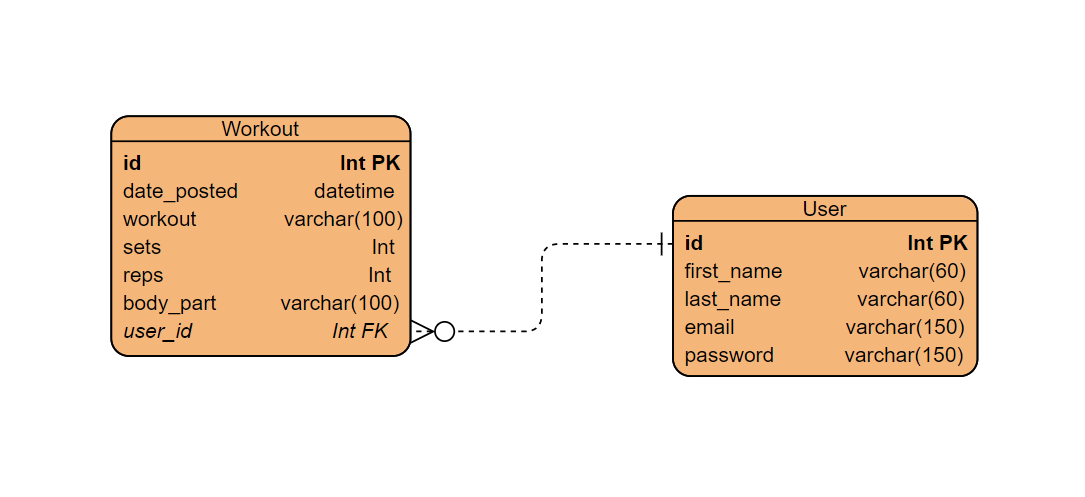 Workout
id Int PK
date_posted datetime
workout varchar(100)
sets Int
reps Int
body_part varchar(100)
user_id Int FK
User
id Int PK
first_name varchar(60)
last_name varchar(60)
email varchar(150)
password varchar(150)